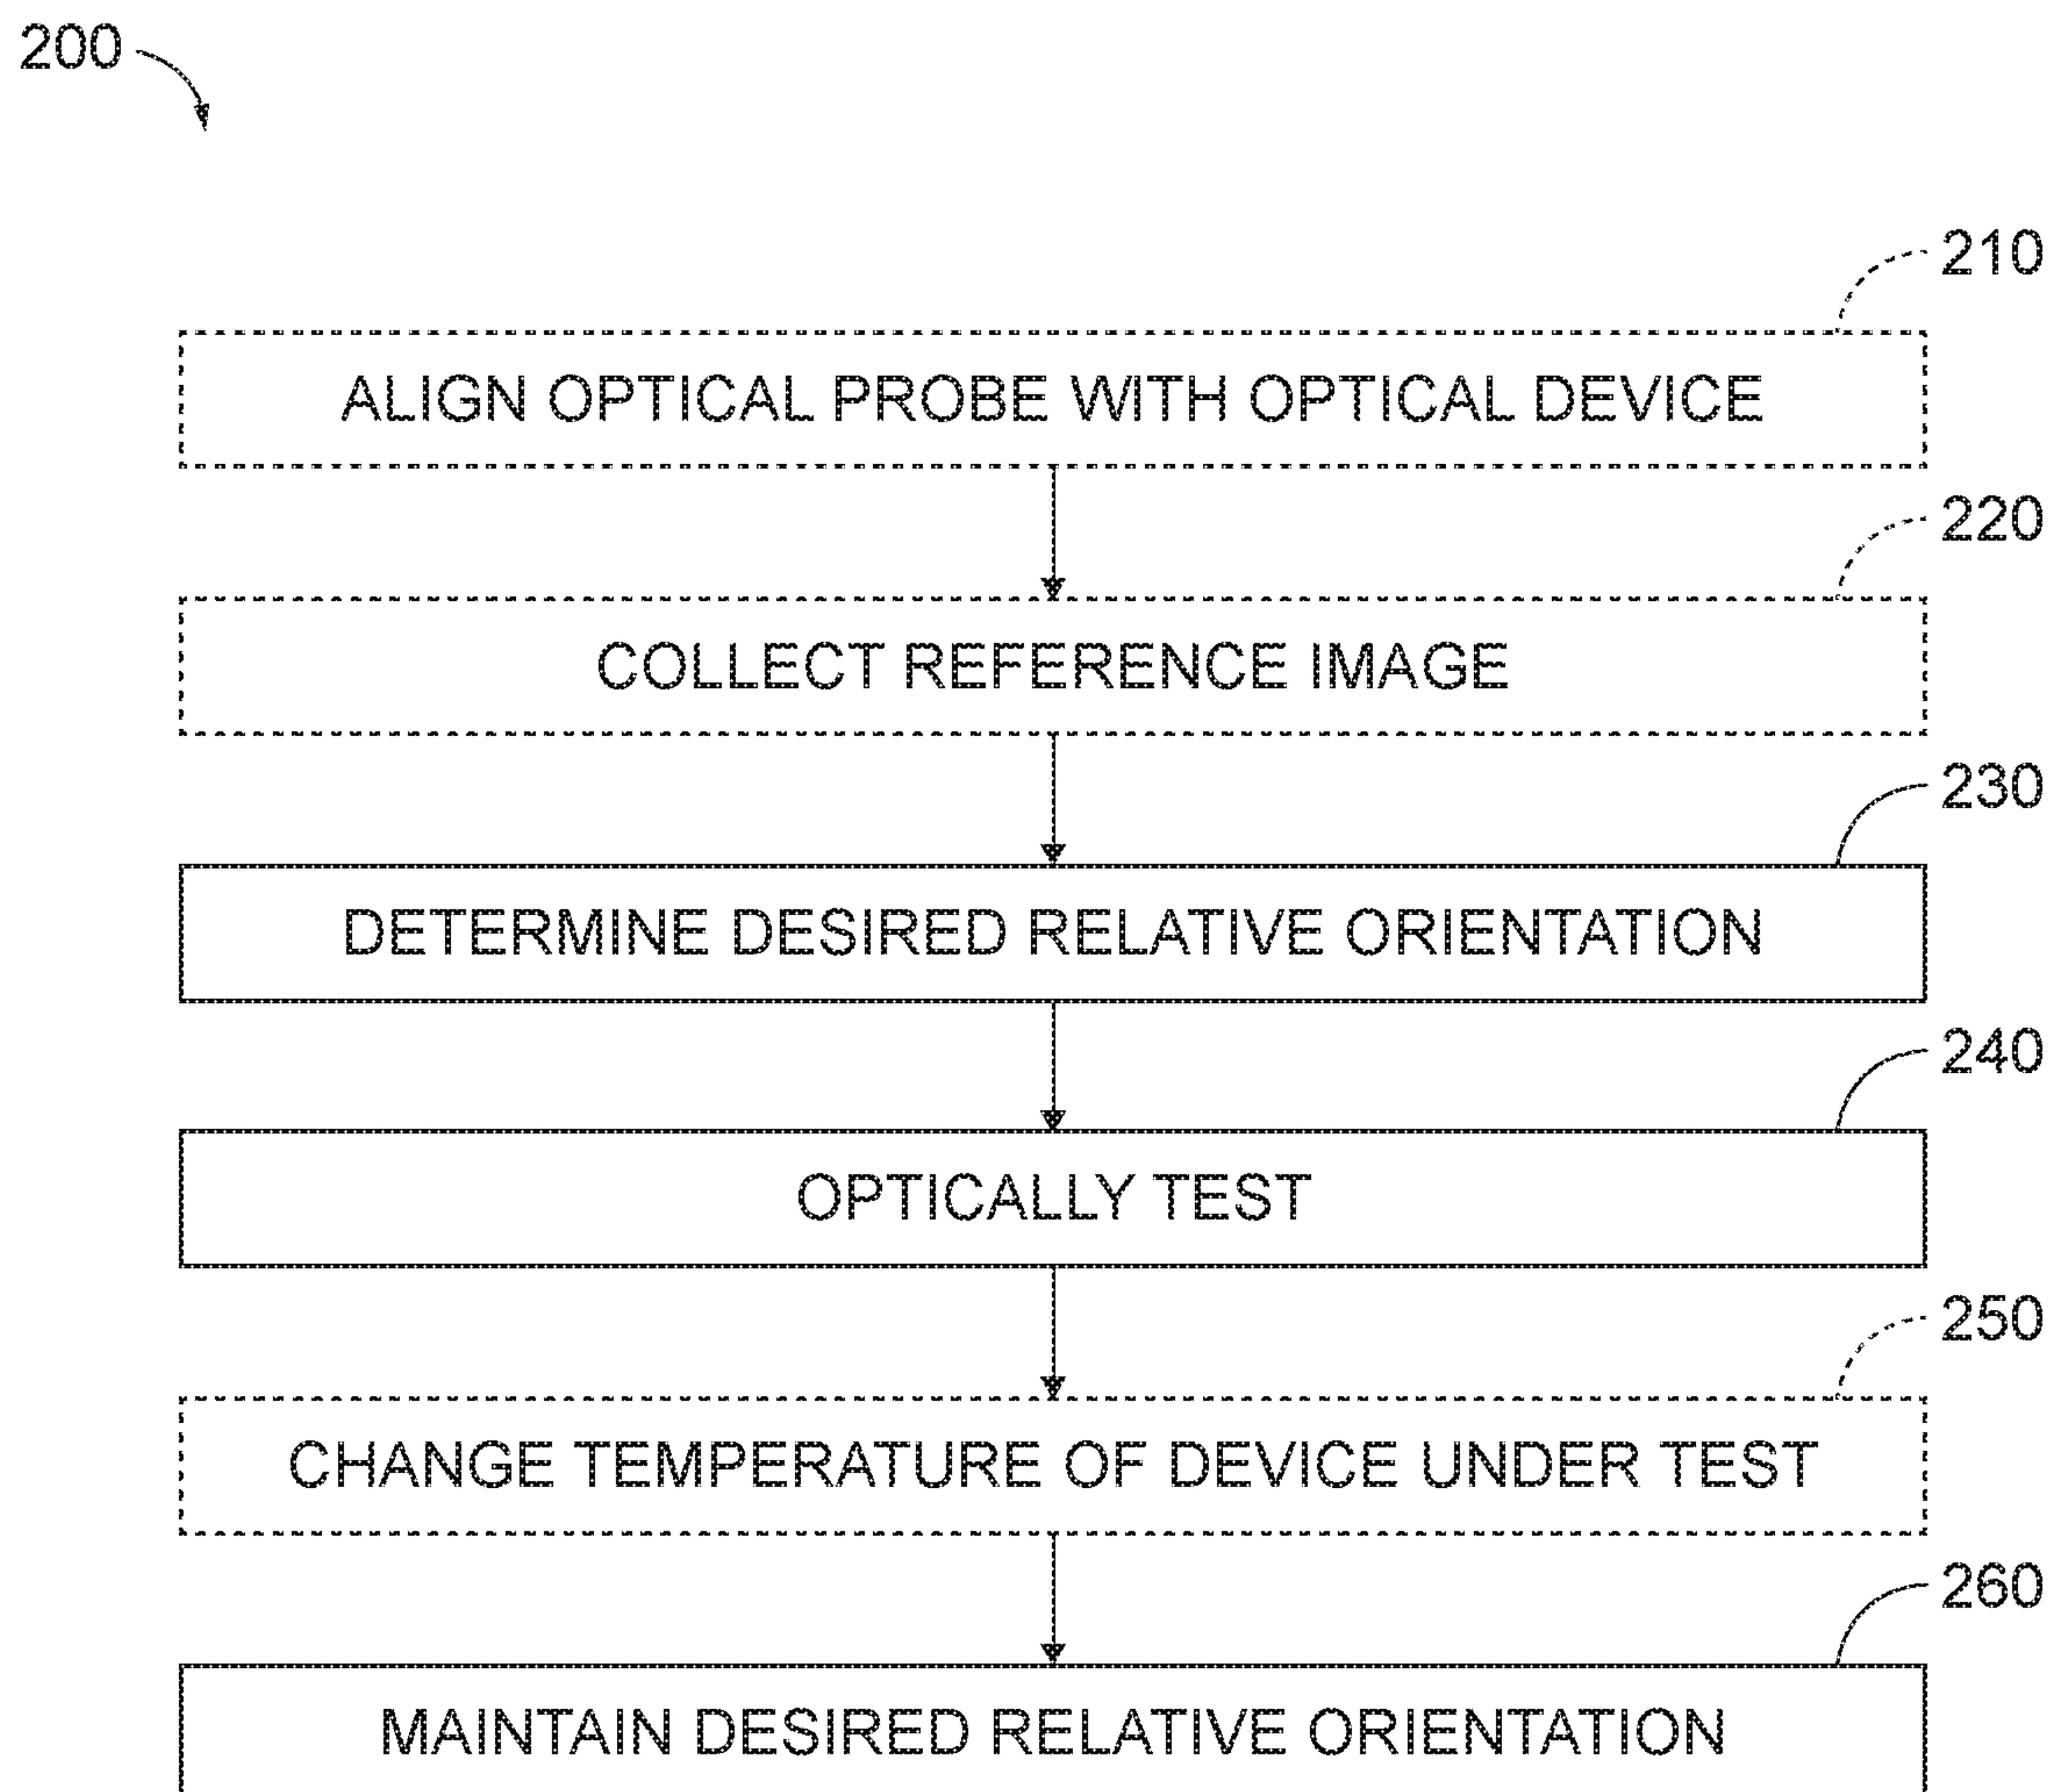 200
210
ALIGN OPTICAL PROBE WITH OPTICAL DEVICE
220
COLLECT REFERENCE IMAGE
230
DETERMINE DESIRED RELATIVE ORIENTATION
240
OPTICALLY TEST
250
CHANGE TEMPERATURE OF DEVICE UNDER TEST
260
MAINTAIN DESIRED RELATIVE ORIENTATION